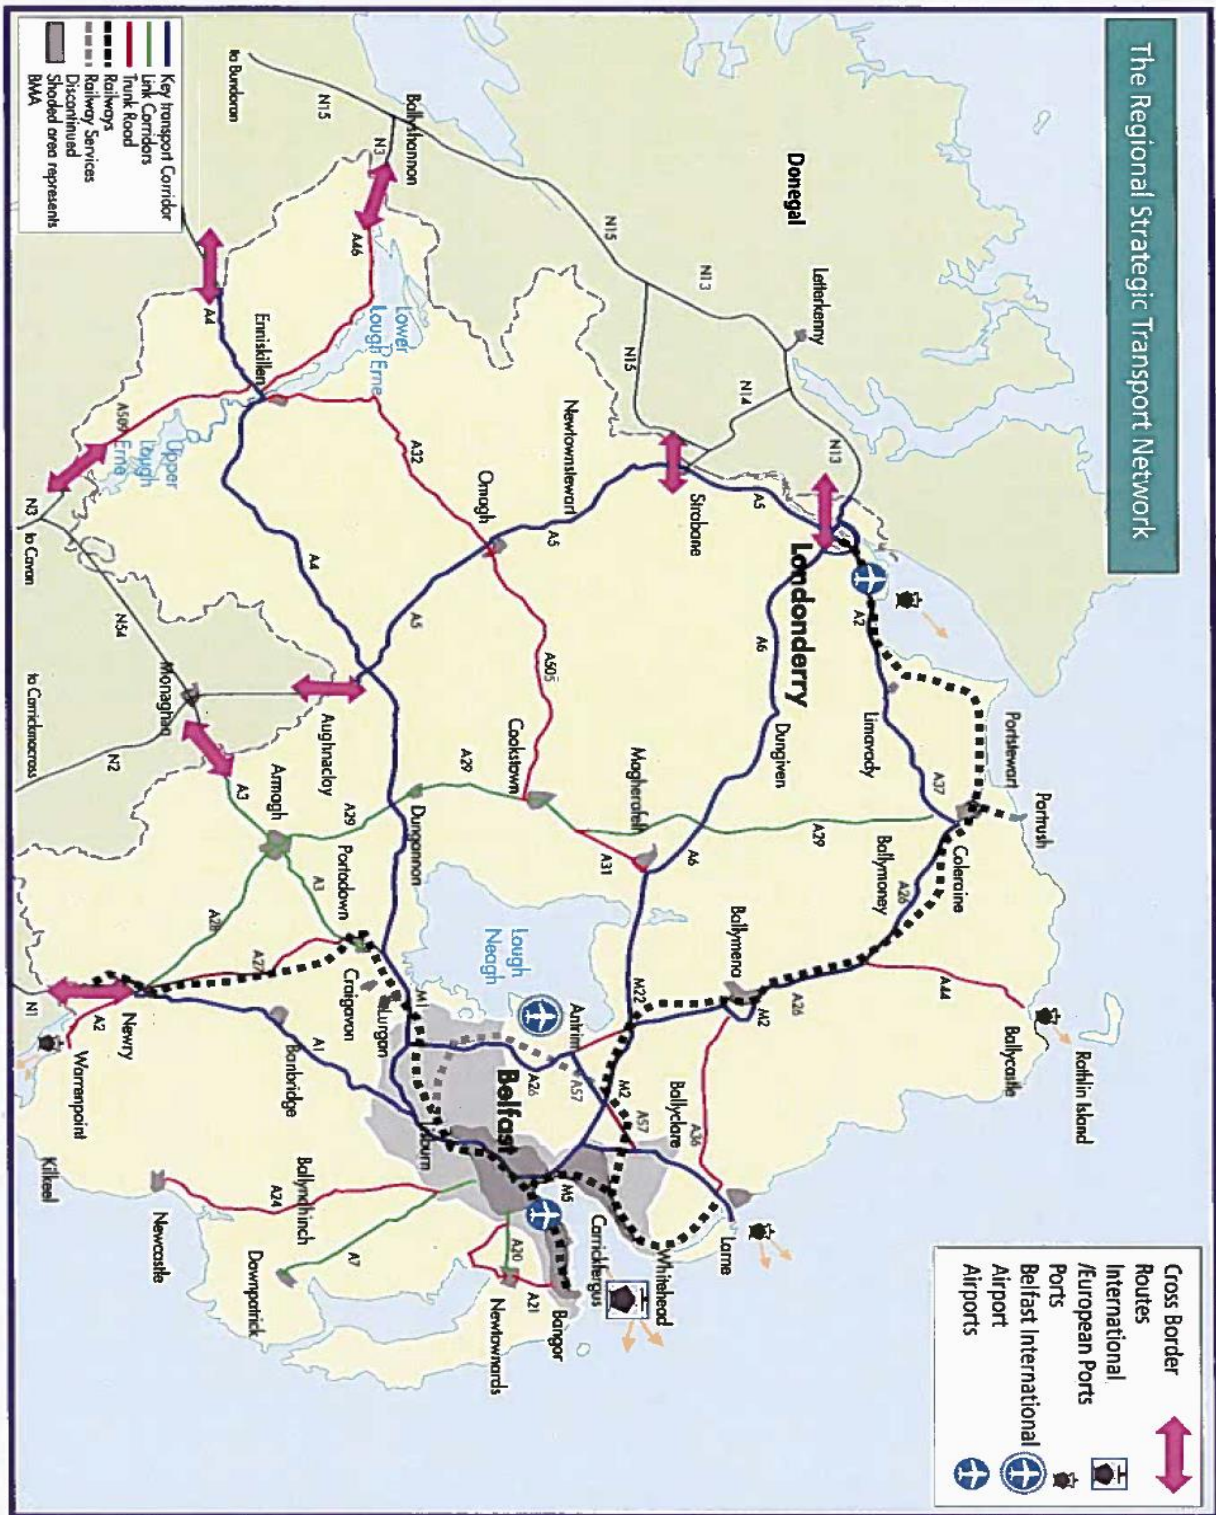 The Regional Strategic Transport Network
Cross Border
Routes
International
/European Ports
Ports
Belfast International
Airport
Airports
Donegal
Letterkenny
N13
N13
N14
N15
N15
N15
Ballyshannon
N3
to Bundoran
Londonderry
Strabane
A5
Newtownstewart
A5
Omagh
A5
A32
A505
A2
Limavady
A37
Portstewart
Portrush
Coleraine
Ballymoney
A26
A44
Ballycastle
Rathlin Island
A6
Dungiven
A29
Magherafelt
A6
A31
Cookstown
A29
Ballymena
A26
M2
M22
A36
Ballyclare
Larne
Antrim
M2
A57
A57
A26
Lough
Neagh
Whitehead
Carrickfergus
M5
Belfast
Bangor
A20
A21
Newtownards
Lisburn
Lurgan
M1
Craigavon
Portadown
Dungannon
A29
Armagh
A3
A3
A28
A27
Aughnacloy
Monaghan
N54
N2
to Carrickmacross
N3
to Cavan
A4
A4
Enniskillen
A46
Lower
Lough Erne
Upper
Lough
Erne
A509
Banbridge
A1
Newry
N1
A2
Warrenpoint
Kilkeel
Newcastle
A24
Ballynahinch
A7
Downpatrick
Key transport Corridor
Link Corridors
Trunk Road
Railways
Railway Services
Discontinued
Shaded area represents
BMA